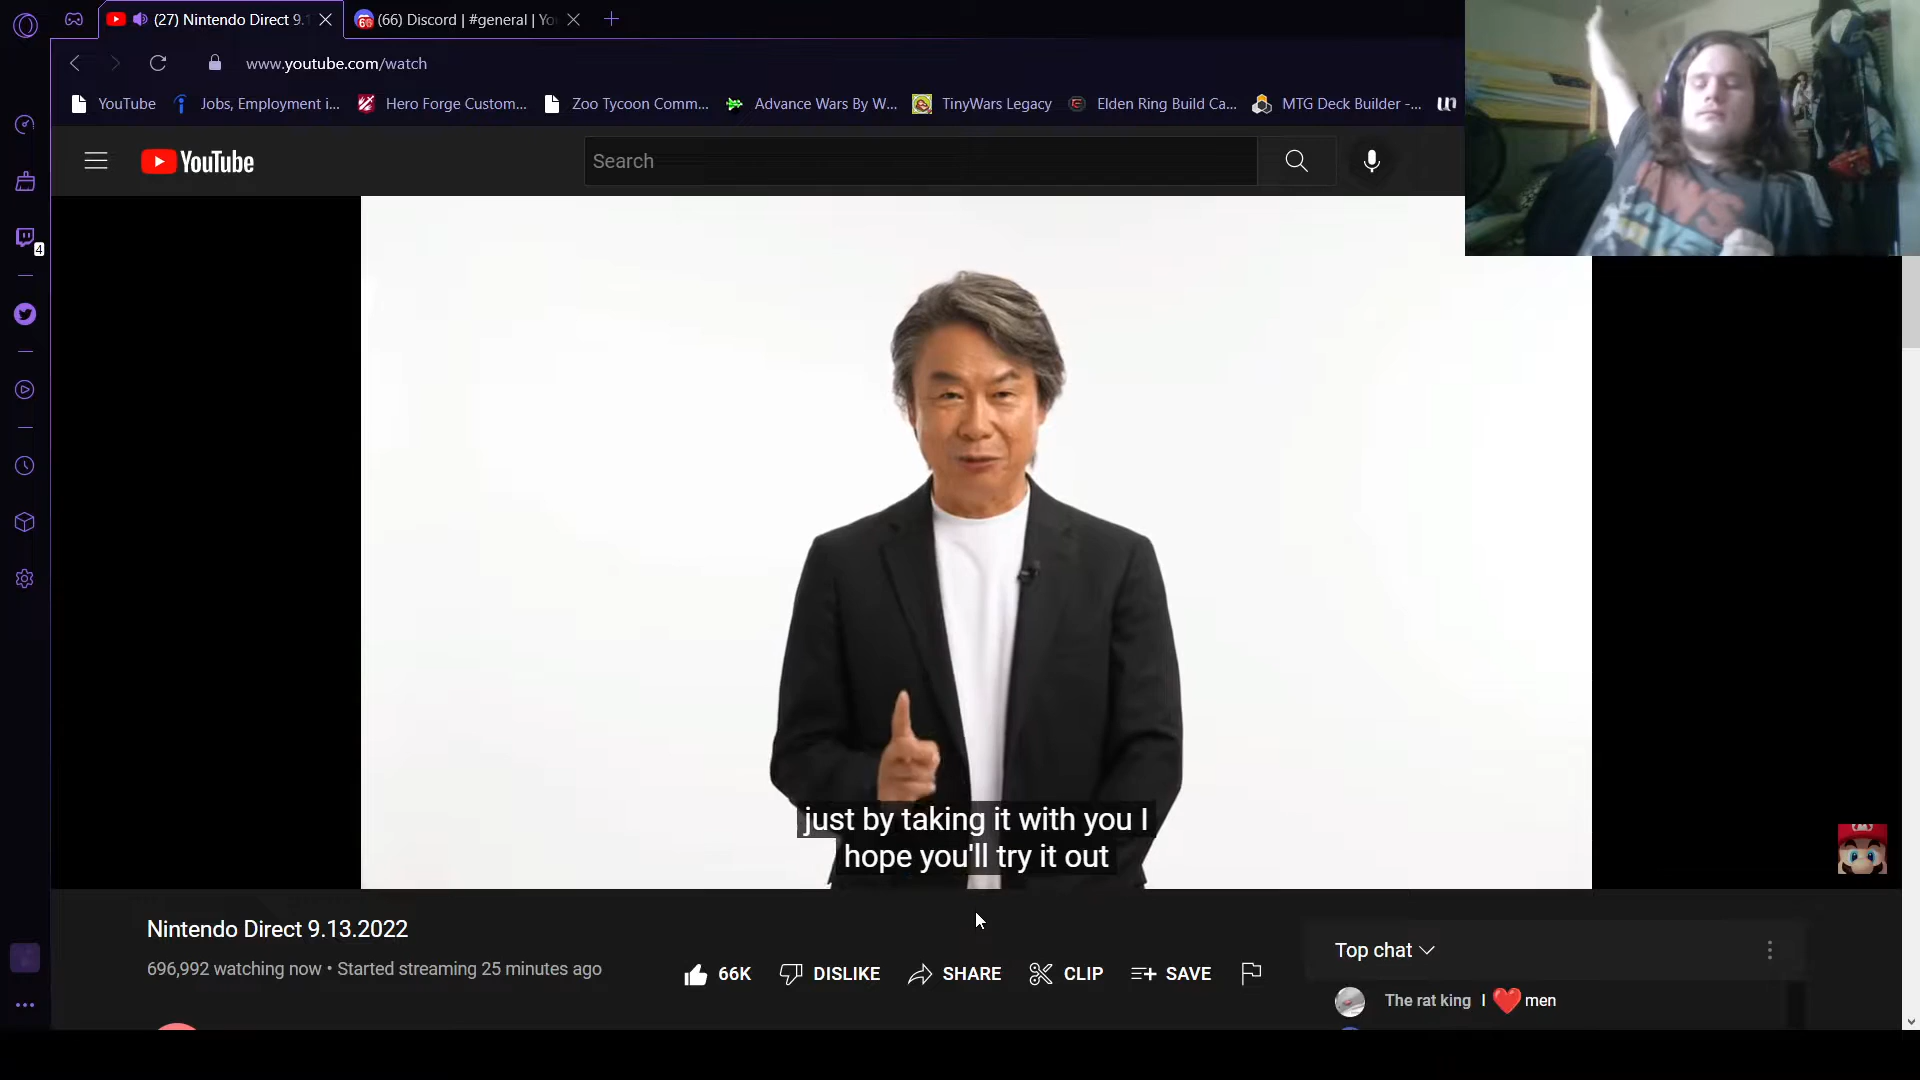 (27) Nintendo Direct 9.
(66) Discord | #general | Yo
www.youtube.com/watch
YouTube
Jobs, Employment i...
Hero Forge Custom...
Zoo Tycoon Comm...
Advance Wars By W...
TinyWars Legacy
Elden Ring Build Ca...
MTG Deck Builder -...
YouTube
Search
4
just by taking it with you I
hope you'll try it out
Nintendo Direct 9.13.2022
696,992 watching now • Started streaming 25 minutes ago
66K
DISLIKE
SHARE
CLIP
SAVE
Top chat
The rat king I ❤️ men